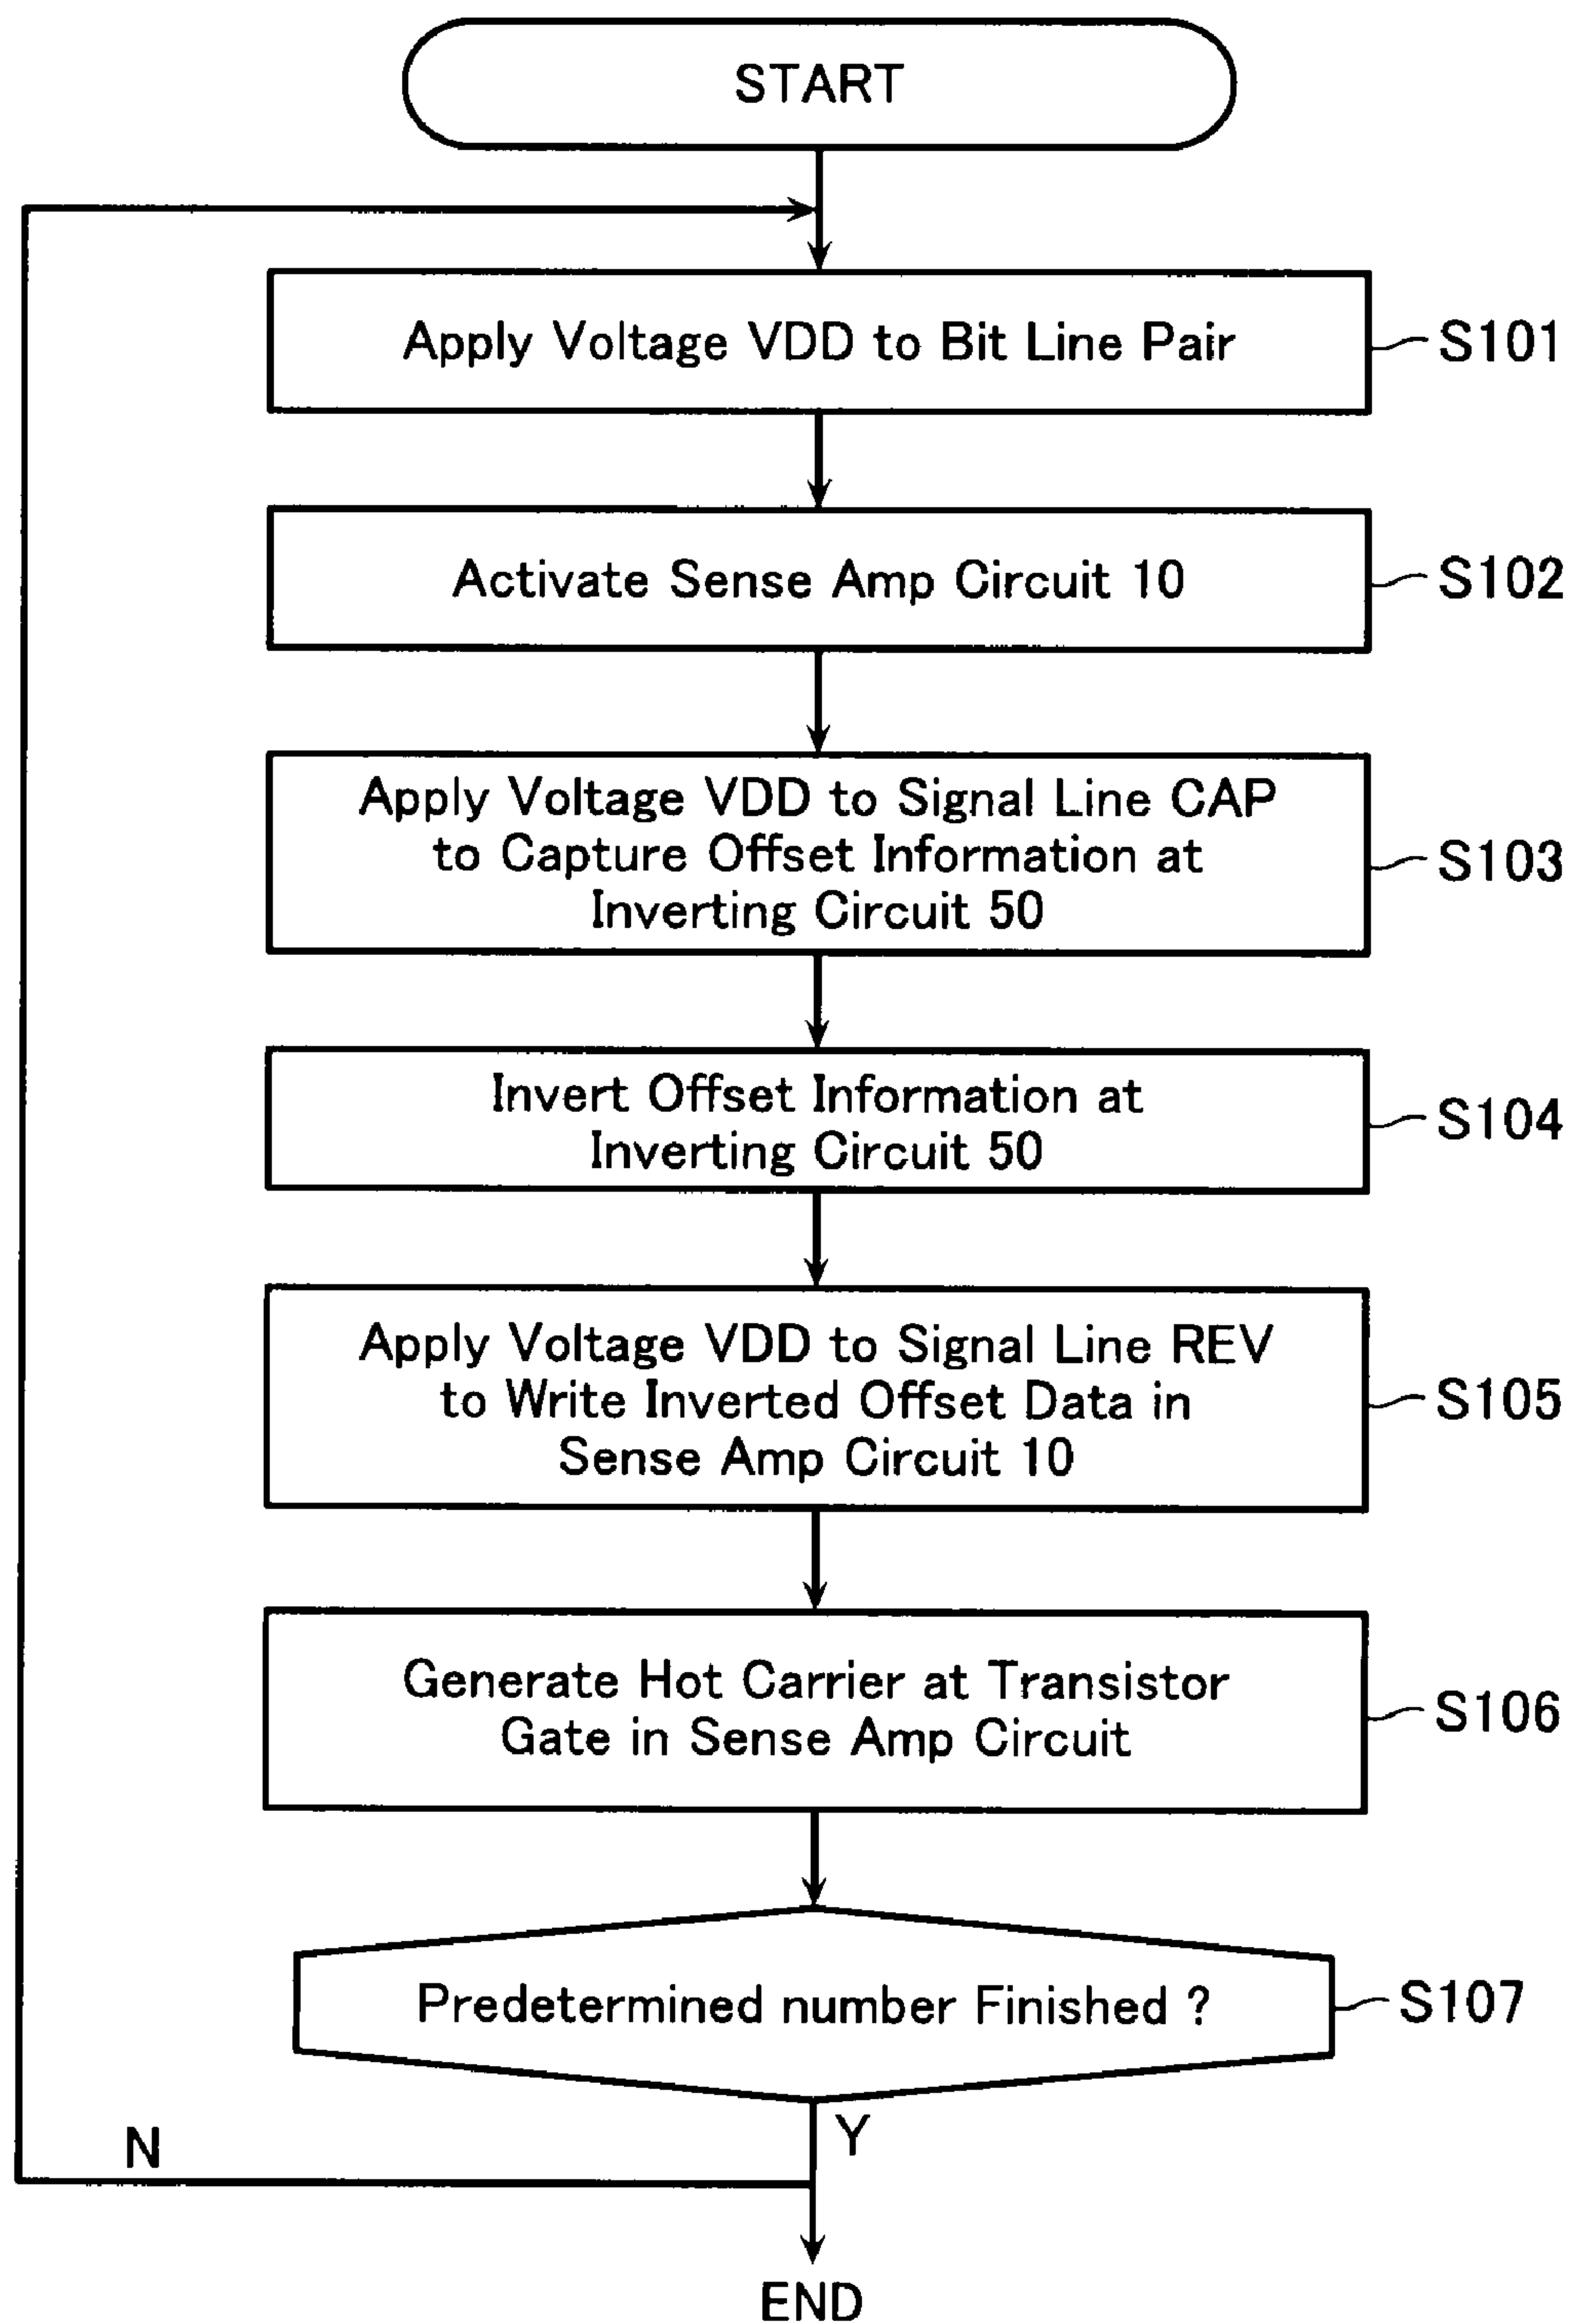 START
Apply Voltage VDD to Bit Line Pair
S101
Activate Sense Amp Circuit 10
S102
Apply Voltage VDD to Signal Line CAP
to Capture Offset Information at
Inverting Circuit 50
S103
Invert Offset Information at
Inverting Circuit 50
S104
Apply Voltage VDD to Signal Line REV
to Write Inverted Offset Data in
Sense Amp Circuit 10
S105
Generate Hot Carrier at Transistor
Gate in Sense Amp Circuit
S106
Predetermined number Finished ?
S107
N
Y
END